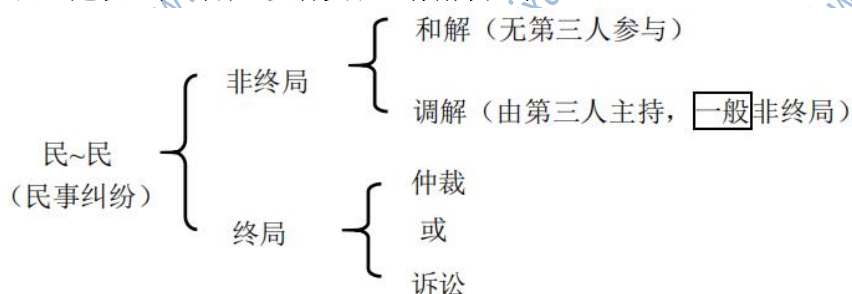 和解（无第三人参与）
非终局
调解（由第三人主持，一般非终局）
民~民
（民事纠纷）
仲裁
终局
或
诉讼